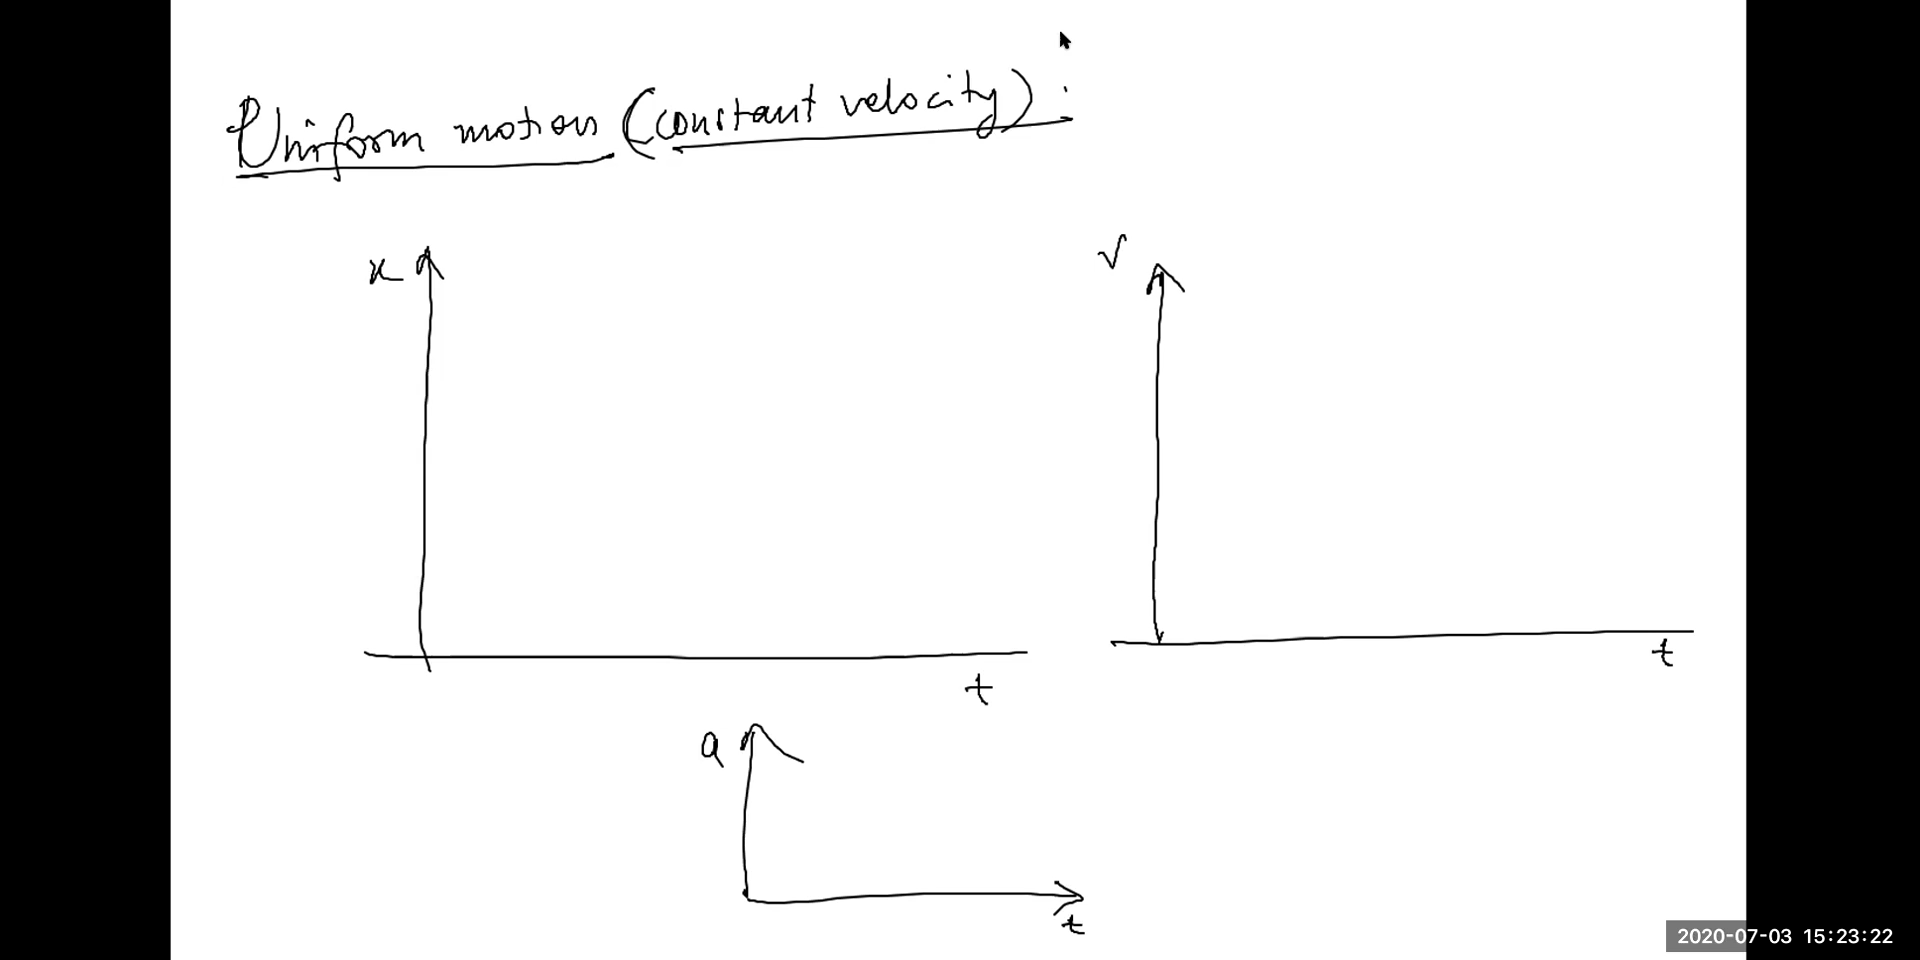 Uniform motion (constant velocity) :
x
v
t
t
a
t
2020-07-03 15:23:22